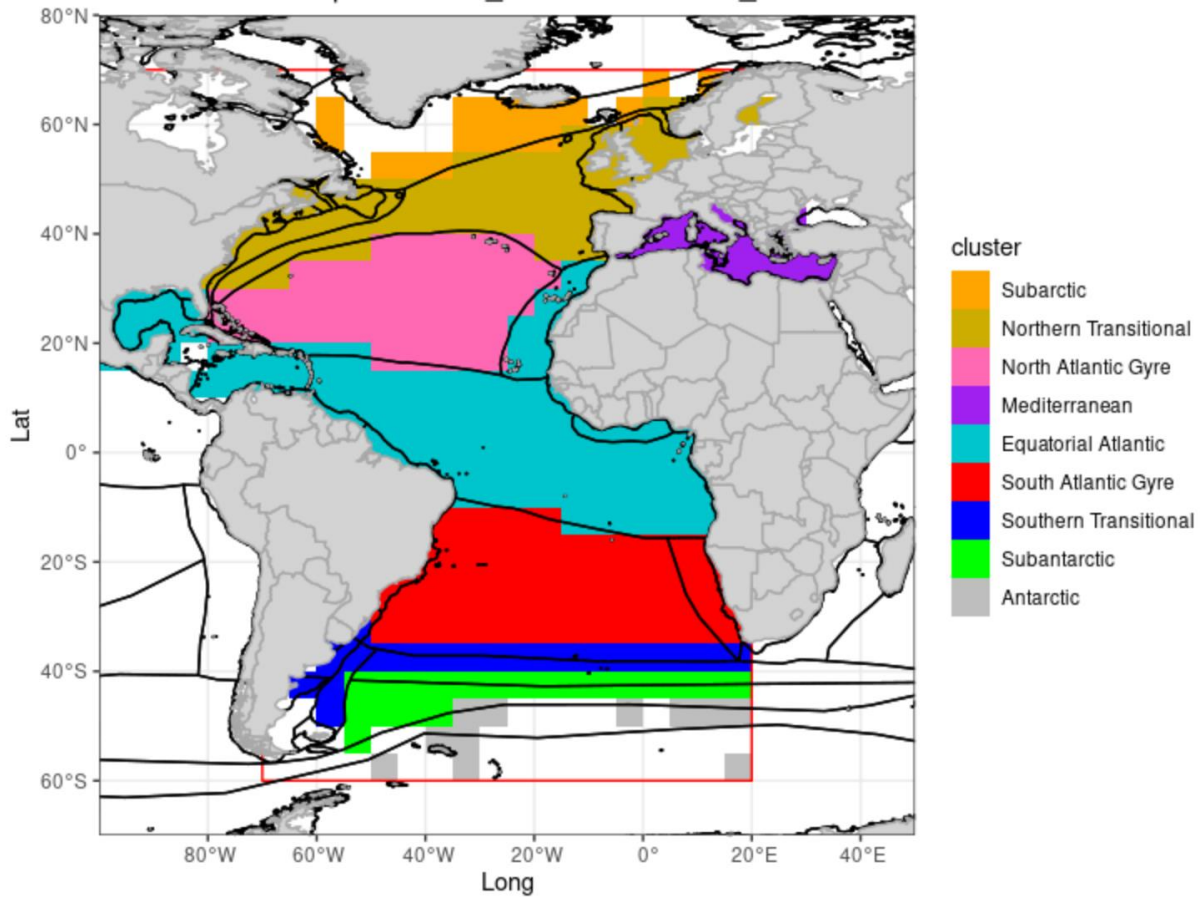 80°N
60°N
40°N
20°N
0°
20°S
40°S
60°S
Lat
80°W
60°W
40°W
20°W
0°
20°E
40°E
Long
cluster
Subarctic
Northern Transitional
North Atlantic Gyre
Mediterranean
Equatorial Atlantic
South Atlantic Gyre
Southern Transitional
Subantarctic
Antarctic